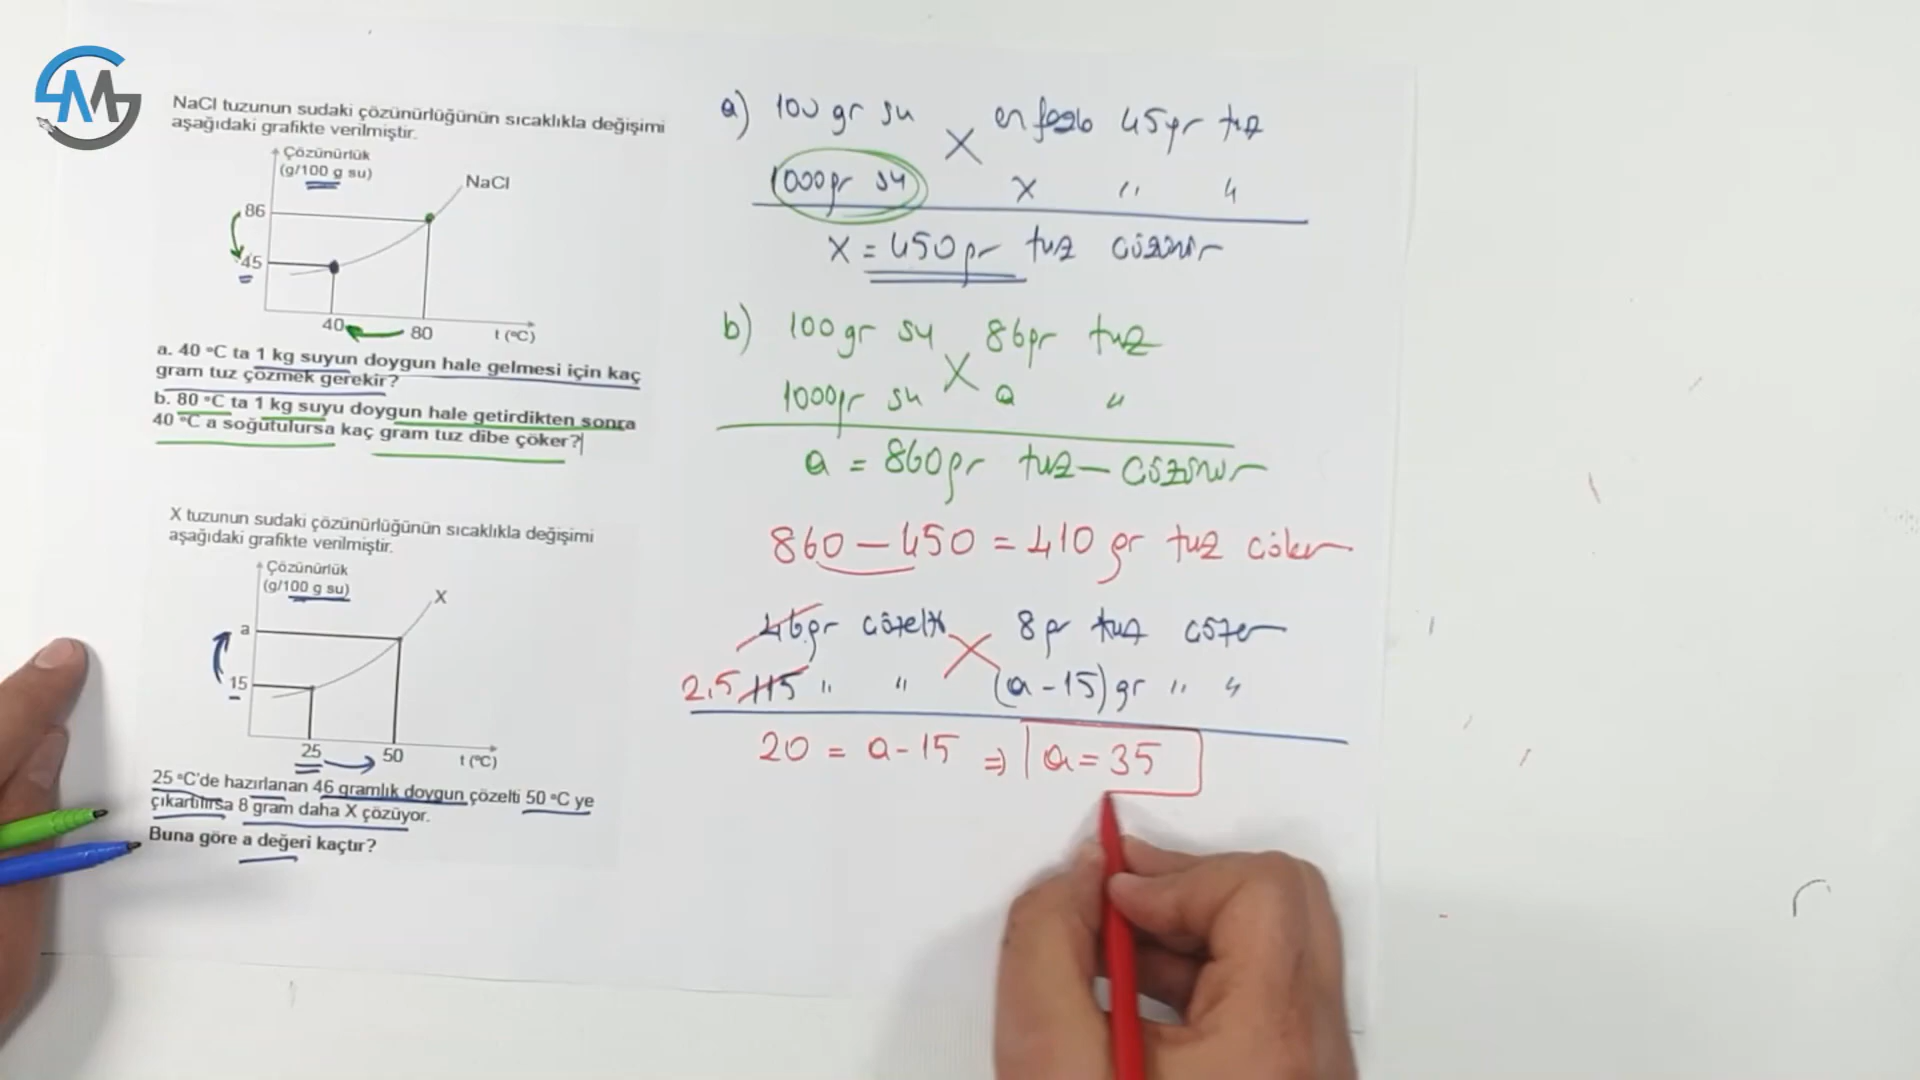 NaCl tuzunun sudaki çözünürlüğünün sıcaklıkla değişimi
aşağıdaki grafikte verilmiştir.
Çözünürlük
(g/100 g su)
NaCl
86
45
40
80
t (°C)
a. 40 °C ta 1 kg suyun doygun hale gelmesi için kaç
gram tuz çözmek gerekir?
b. 80 °C ta 1 kg suyu doygun hale getirdikten sonra
40 °C a soğutulursa kaç gram tuz dibe çöker?
X tuzunun sudaki çözünürlüğünün sıcaklıkla değişimi
aşağıdaki grafikte verilmiştir.
Çözünürlük
(g/100 g su)
X
a
15
25
50
t (°C)
25 °C'de hazırlanan 46 gramlık doygun çözelti 50 °C ye
çıkartılırsa 8 gram daha X çözüyor.
Buna göre a değeri kaçtır?
a) 100 gr su en fazla 45gr tuz
1000gr su X " "
X = 450gr tuz çözünür
b) 100gr su 86gr tuz
1000gr su a "
a = 860gr tuz çözünür
860 - 450 = 410 gr tuz çöker
46gr çözelti 8gr tuz çözer
2,5 115 " " (a - 15) gr " "
20 = a - 15 ⇒ a = 35